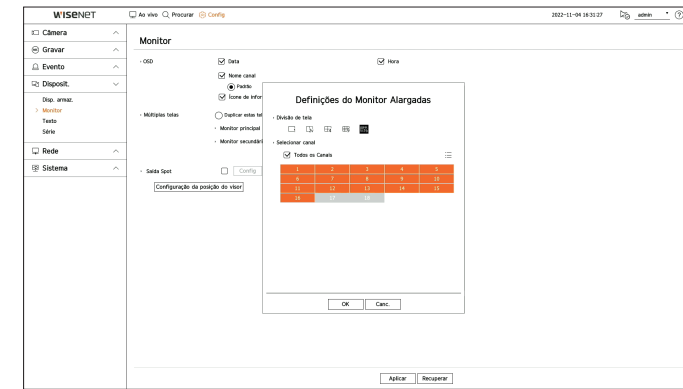 WISENET
Ao vivo Procurar Config
2022-11-04 16:31:27 admin
Câmera
Gravar
Evento
Disposit.
Disp. armaz.
Monitor
Texto
Série
Rede
Sistema
Monitor
OSD Data Hora
Nome canal
Padrão
Ícone de infor
Múltiplas telas Duplicar estas tel
Monitor principal
Monitor secundári
Saída Spot Config
Configuração da posição do visor
Definições do Monitor Alargadas
Divisão de tela
Selecionar canal
Todos os Canais
1 2 3 4 5
6 7 8 9 10
11 12 13 14 15
16 17 18
OK Canc.
Aplicar Recuperar